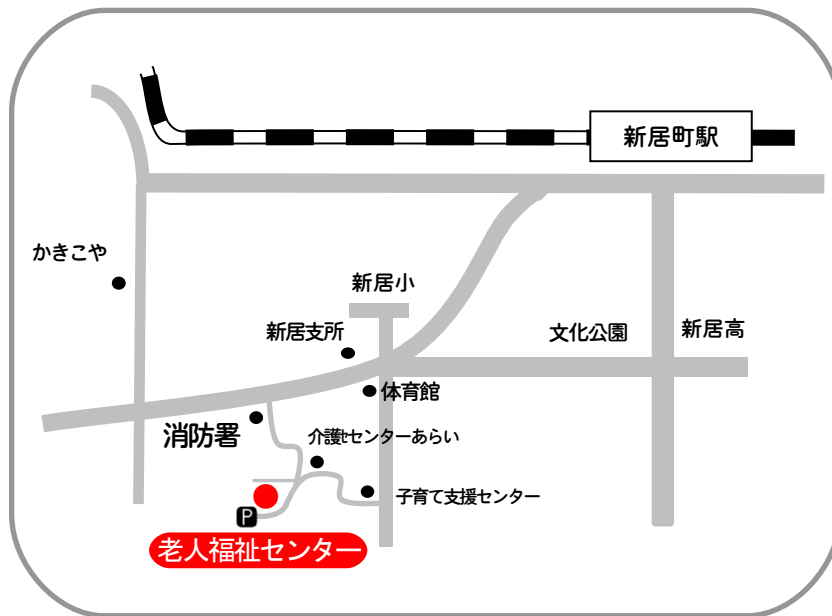 新居町駅
かきこや
新居小
新居支所
文化公園
新居高
体育館
消防署
介護センターあらい
子育て支援センター
P
老人福祉センター